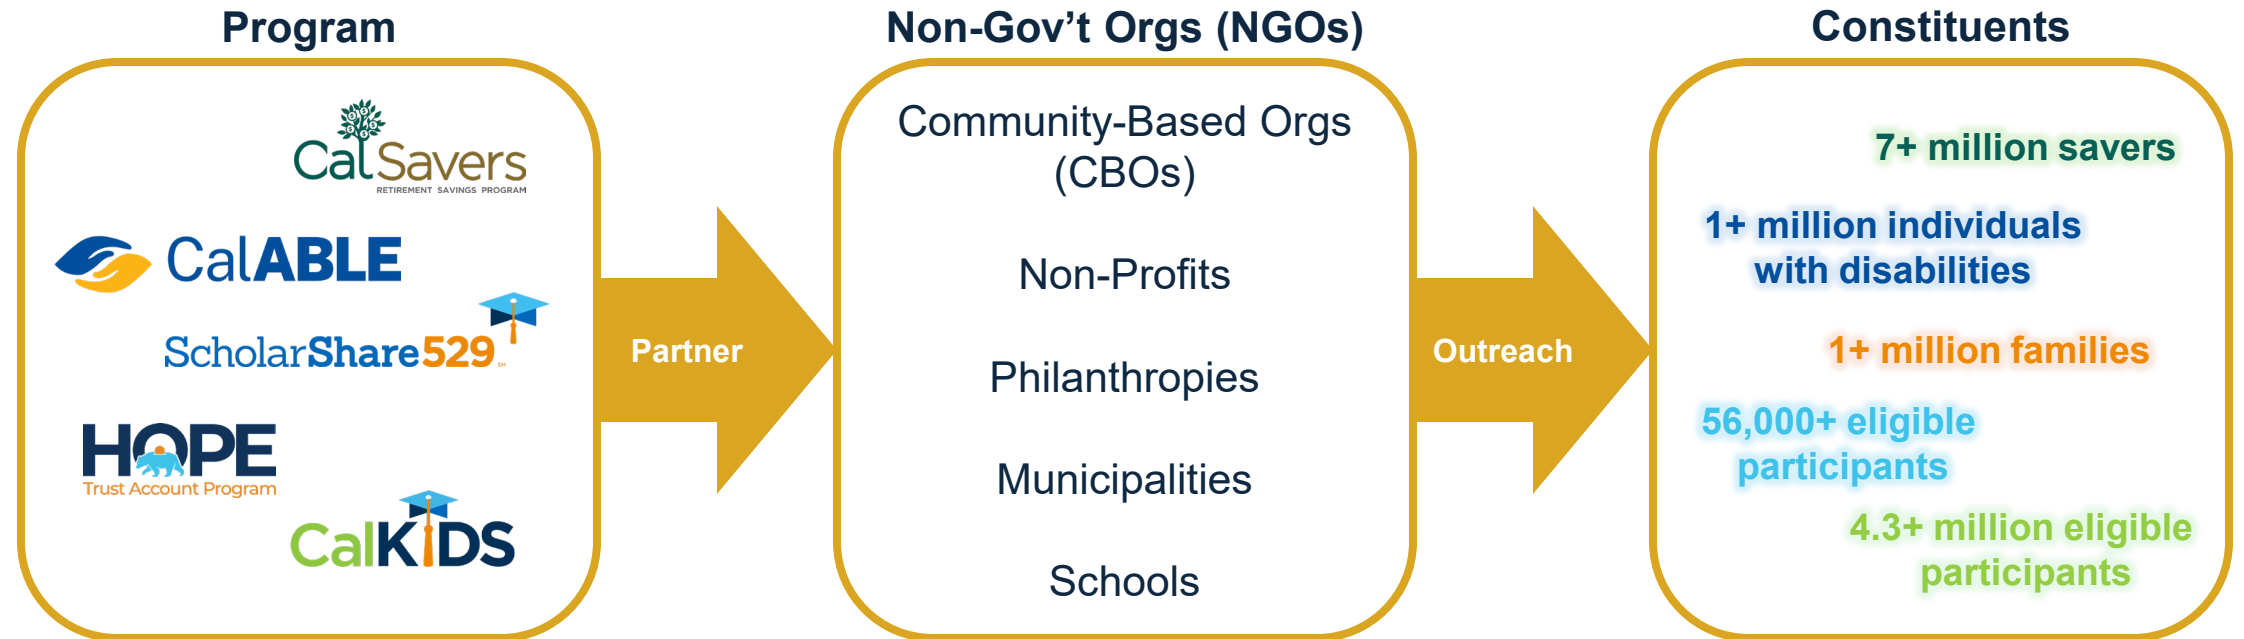 Program
CalSavers
RETIREMENT SAVINGS PROGRAM
CalABLE
ScholarShare529 SM
HOPE
Trust Account Program
CalKIDS
Partner
Non-Gov’t Orgs (NGOs)
Community-Based Orgs
(CBOs)
Non-Profits
Philanthropies
Municipalities
Schools
Outreach
Constituents
7+ million savers
1+ million individuals
with disabilities
1+ million families
56,000+ eligible
participants
4.3+ million eligible
participants